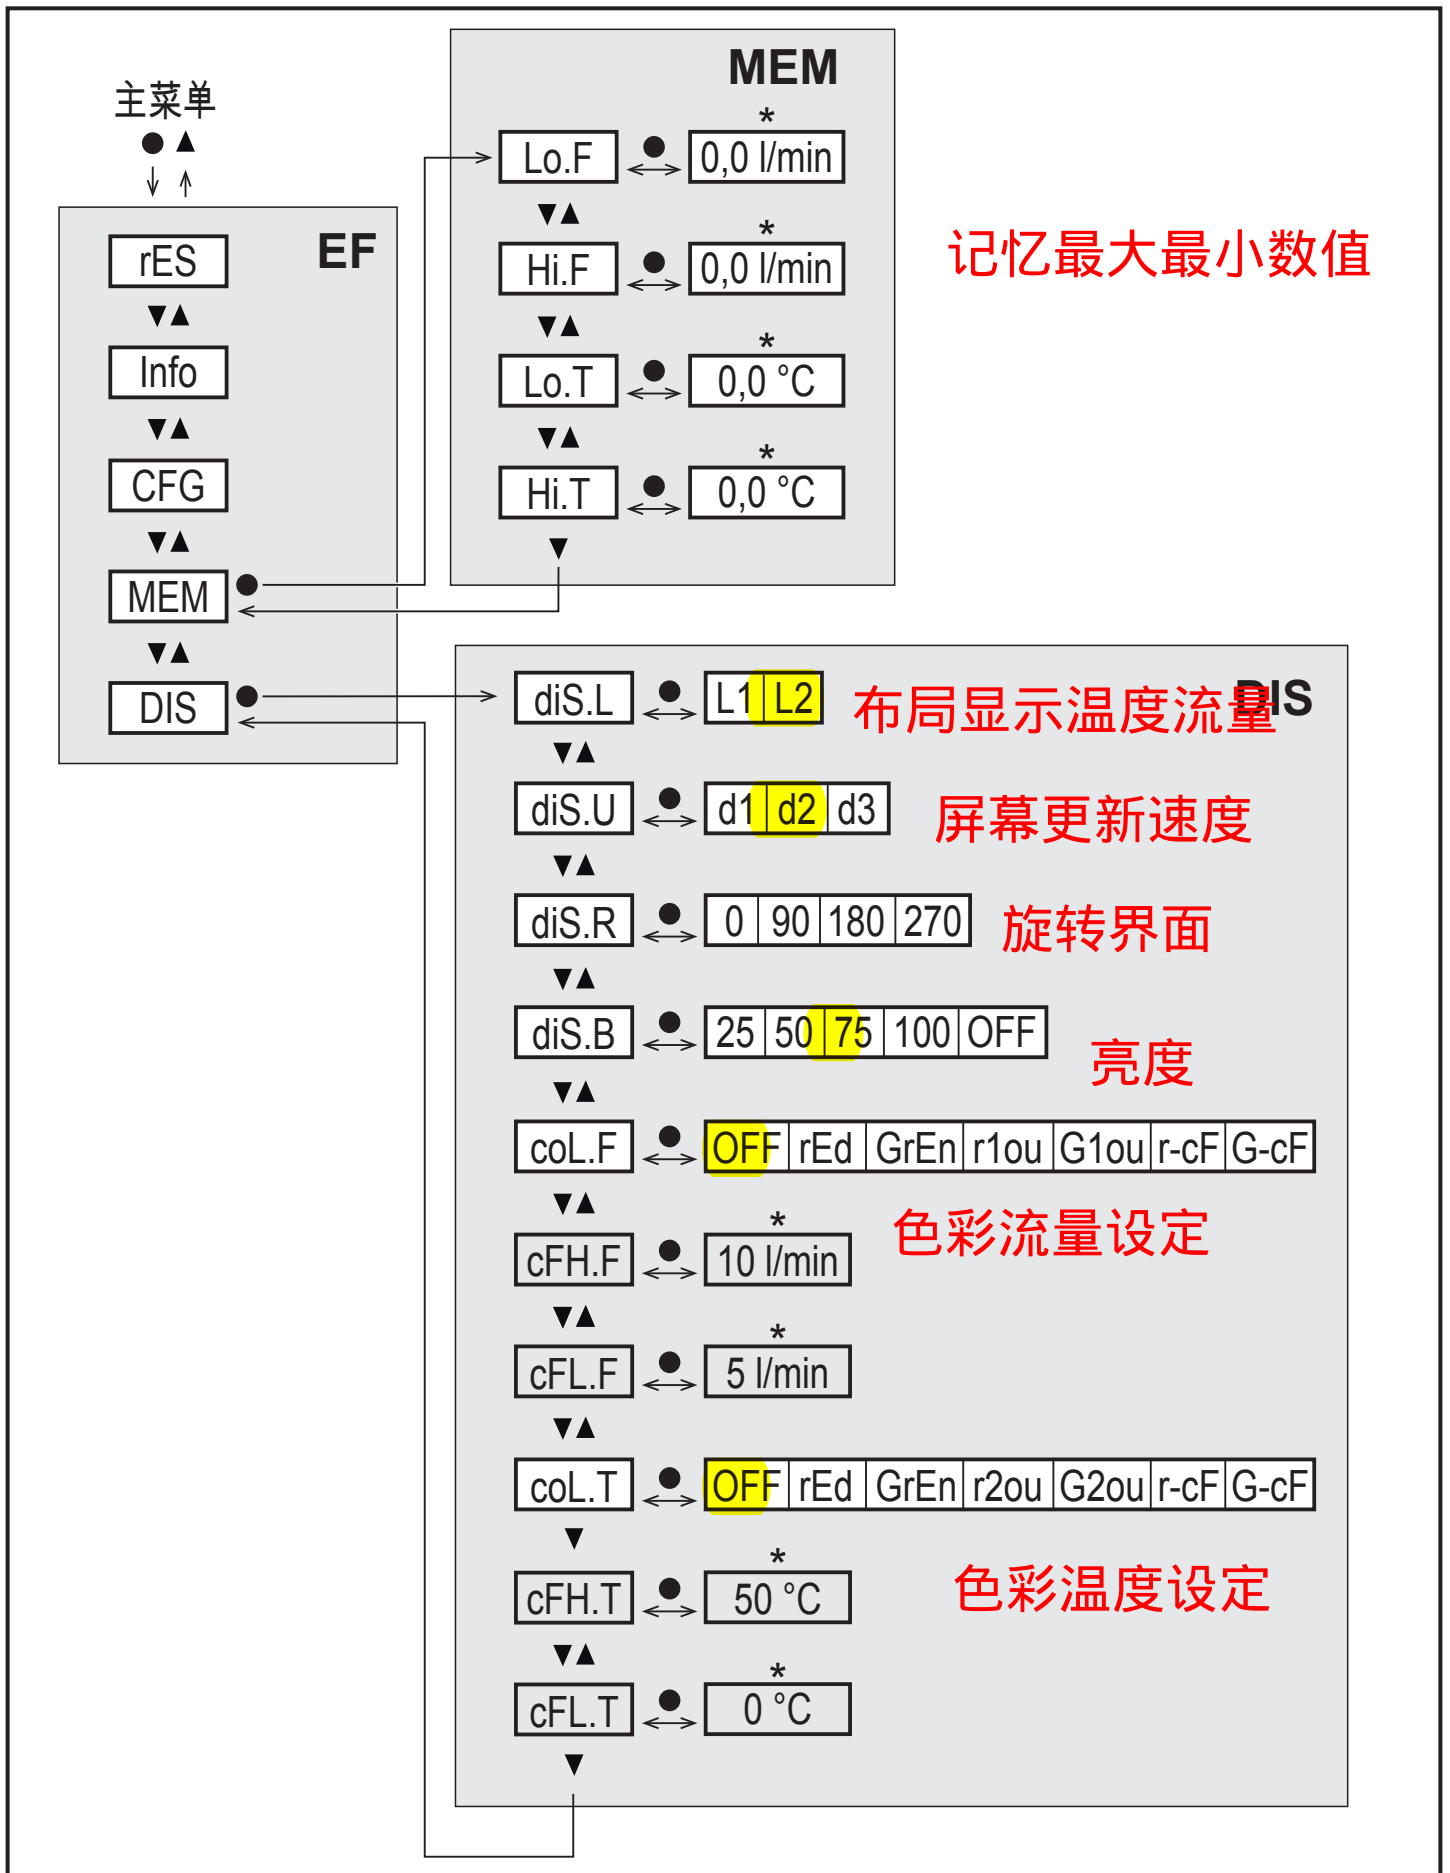 主菜单
EF
rES
Info
CFG
MEM
DIS
MEM
*
Lo.F 0,0 l/min
*
Hi.F 0,0 l/min
记忆最大最小数值
*
Lo.T 0,0 °C
*
Hi.T 0,0 °C
DIS
diS.L L1 L2 布局显示温度流量
diS.U d1 d2 d3 屏幕更新速度
diS.R 0 90 180 270 旋转界面
diS.B 25 50 75 100 OFF 亮度
coL.F OFF rEd GrEn r1ou G1ou r-cF G-cF
色彩流量设定
*
cFH.F 10 l/min
*
cFL.F 5 l/min
coL.T OFF rEd GrEn r2ou G2ou r-cF G-cF
*
cFH.T 50 °C 色彩温度设定
*
cFL.T 0 °C